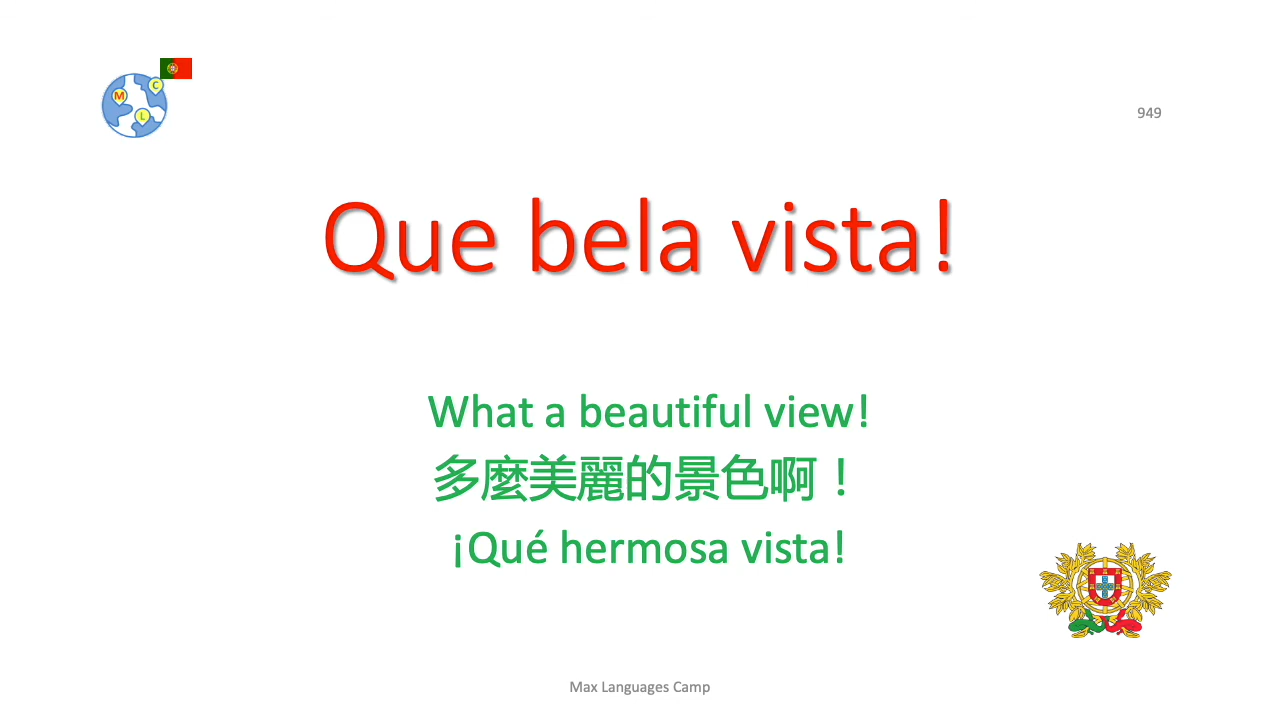 M
C
L
949
Que bela vista!
What a beautiful view!
多麼美麗的景色啊！
¡Qué hermosa vista!
Max Languages Camp